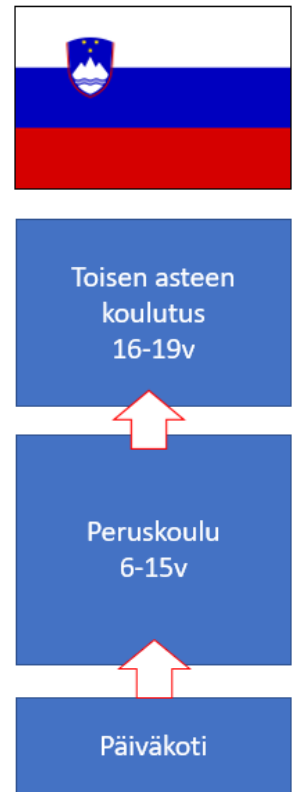 Toisen asteen
koulutus
16-19v
Peruskoulu
6-15v
Päiväkoti